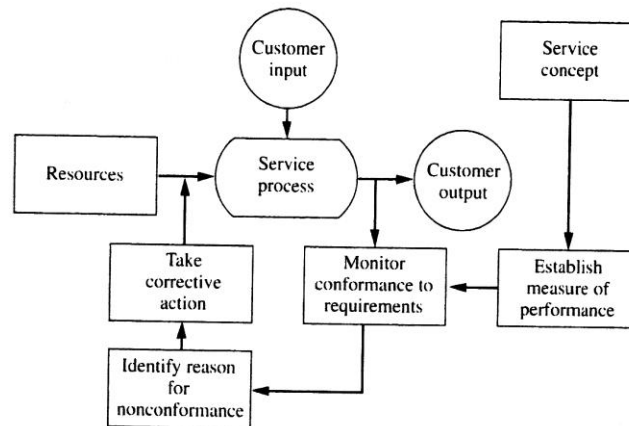 Customer
input
Service
concept
Resources
Service
process
Customer
output
Take
corrective
action
Monitor
conformance to
requirements
Establish
measure of
performance
Identify reason
for
nonconformance